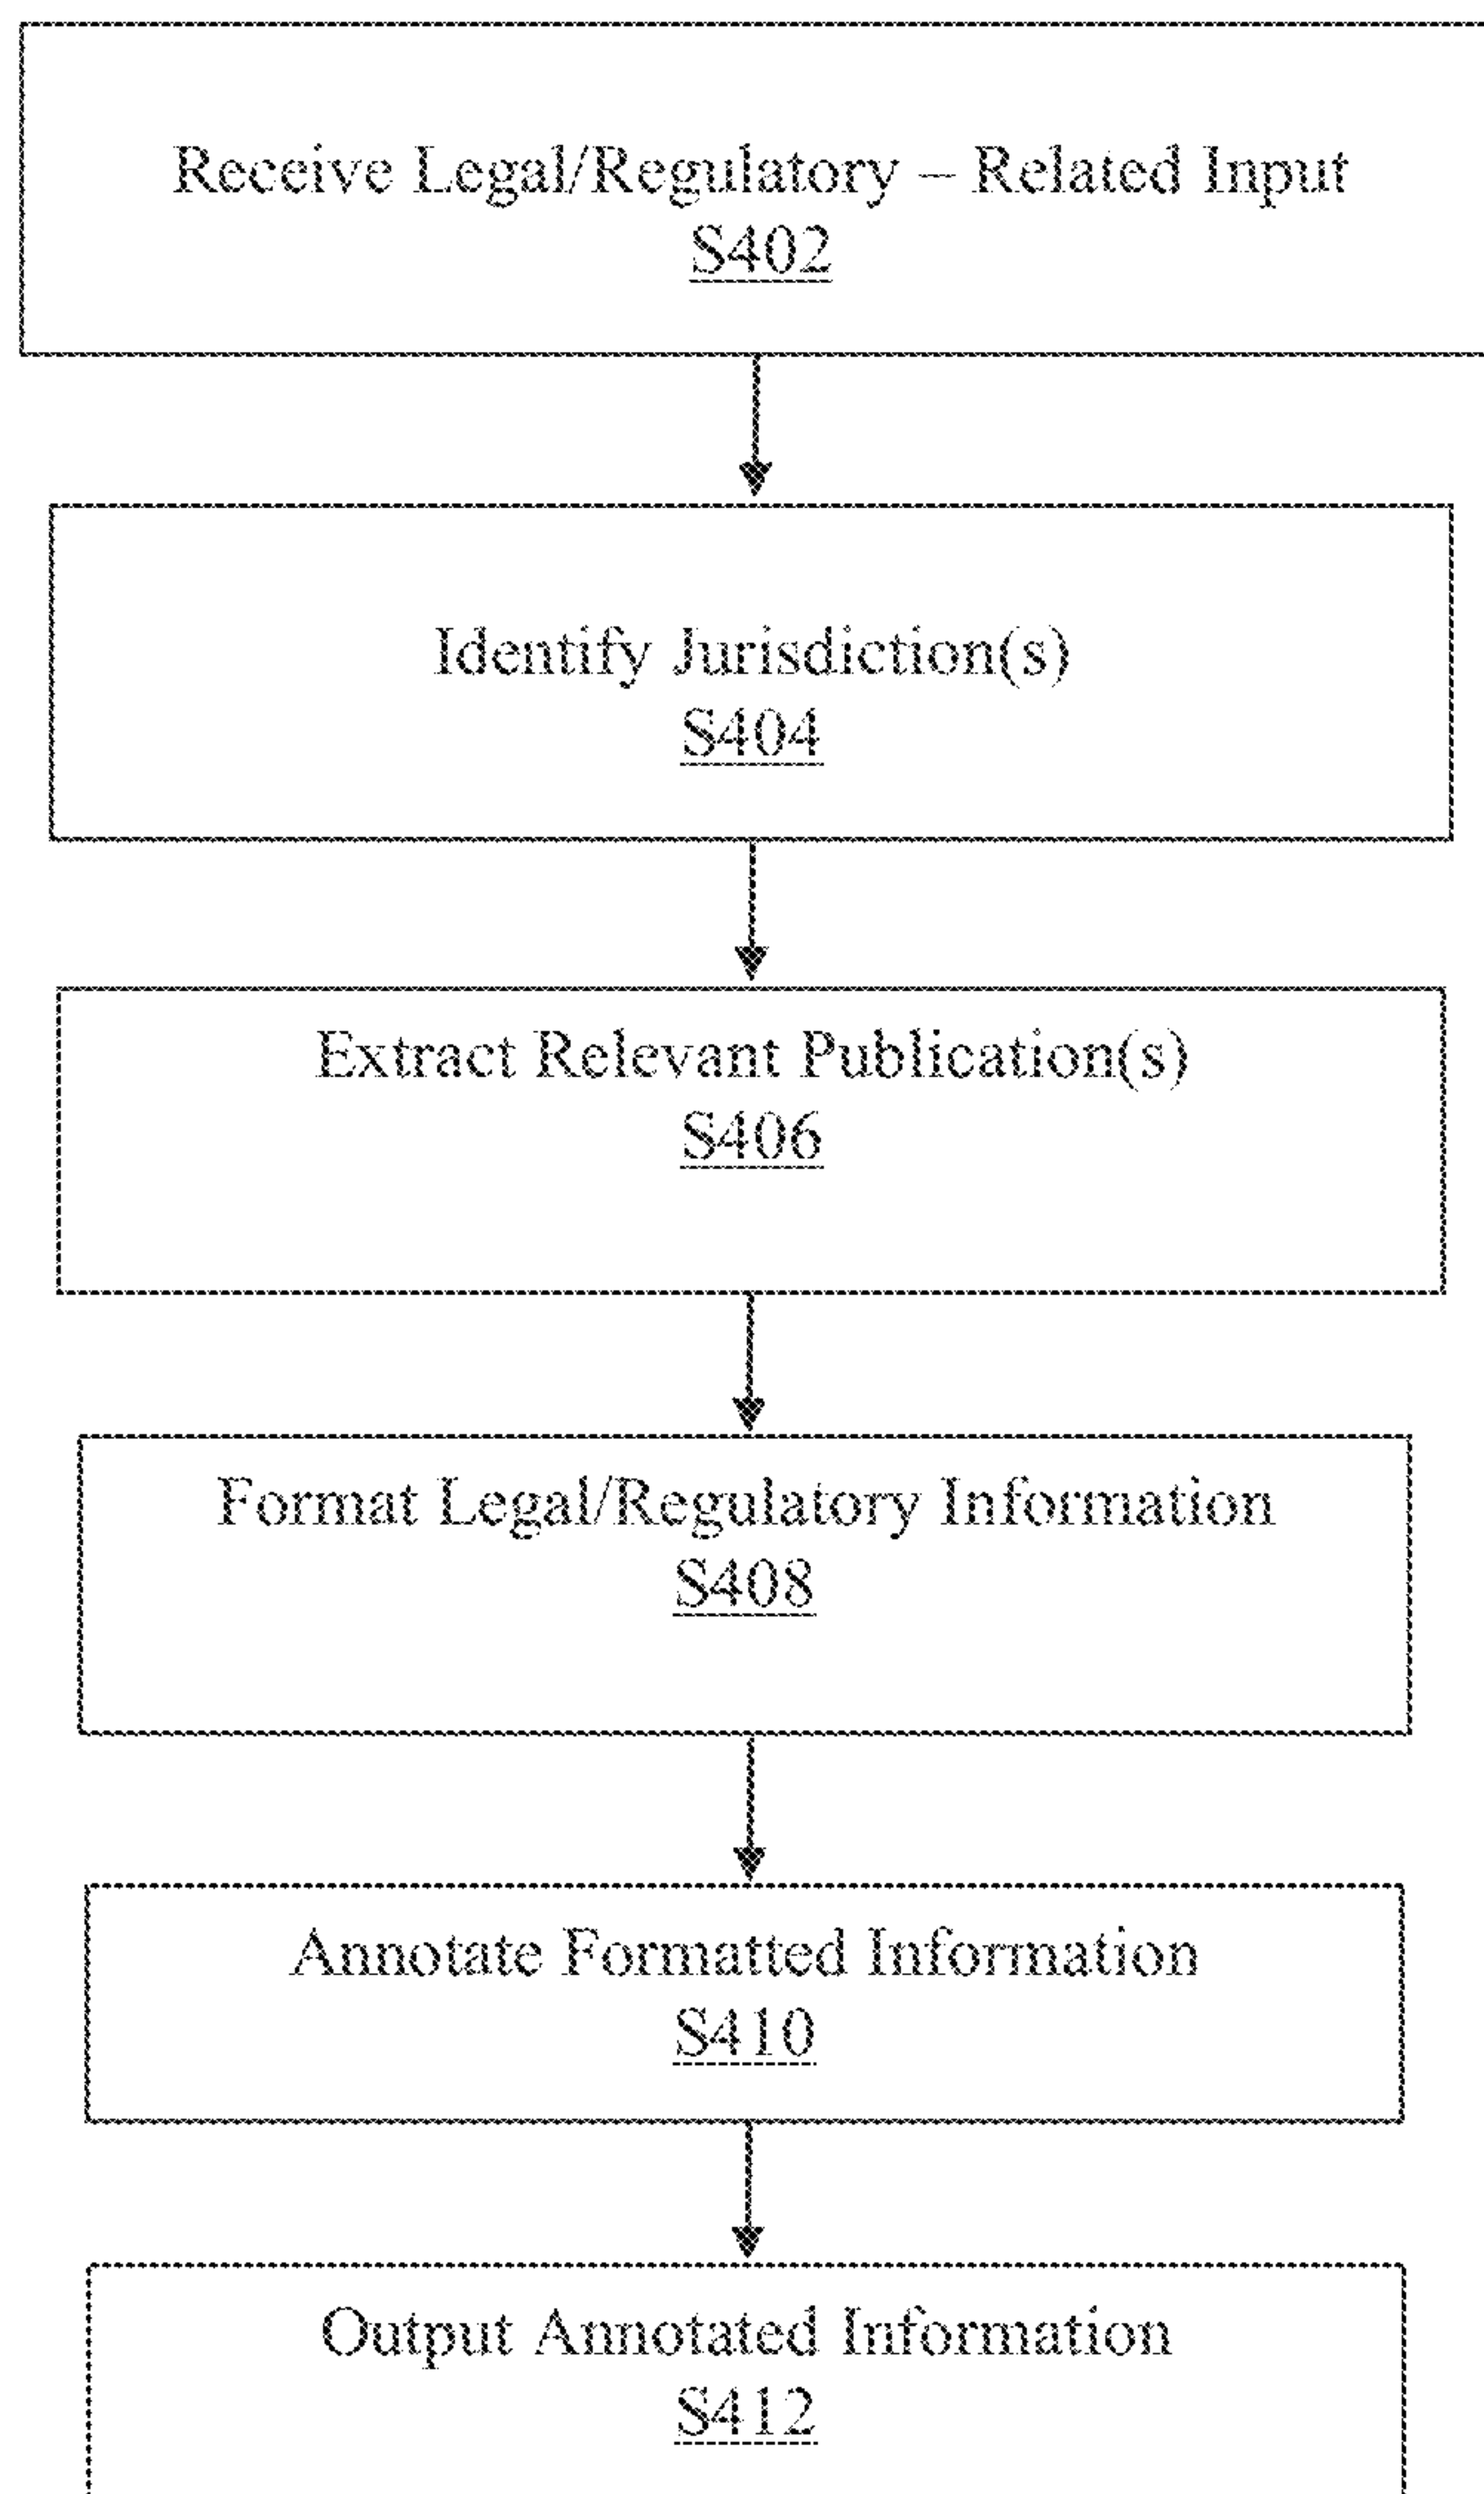 Receive Legal/Regulatory – Related Input
S402
Identify Jurisdiction(s)
S404
Extract Relevant Publication(s)
S406
Format Legal/Regulatory Information
S408
Annotate Formatted Information
S410
Output Annotated Information
S412